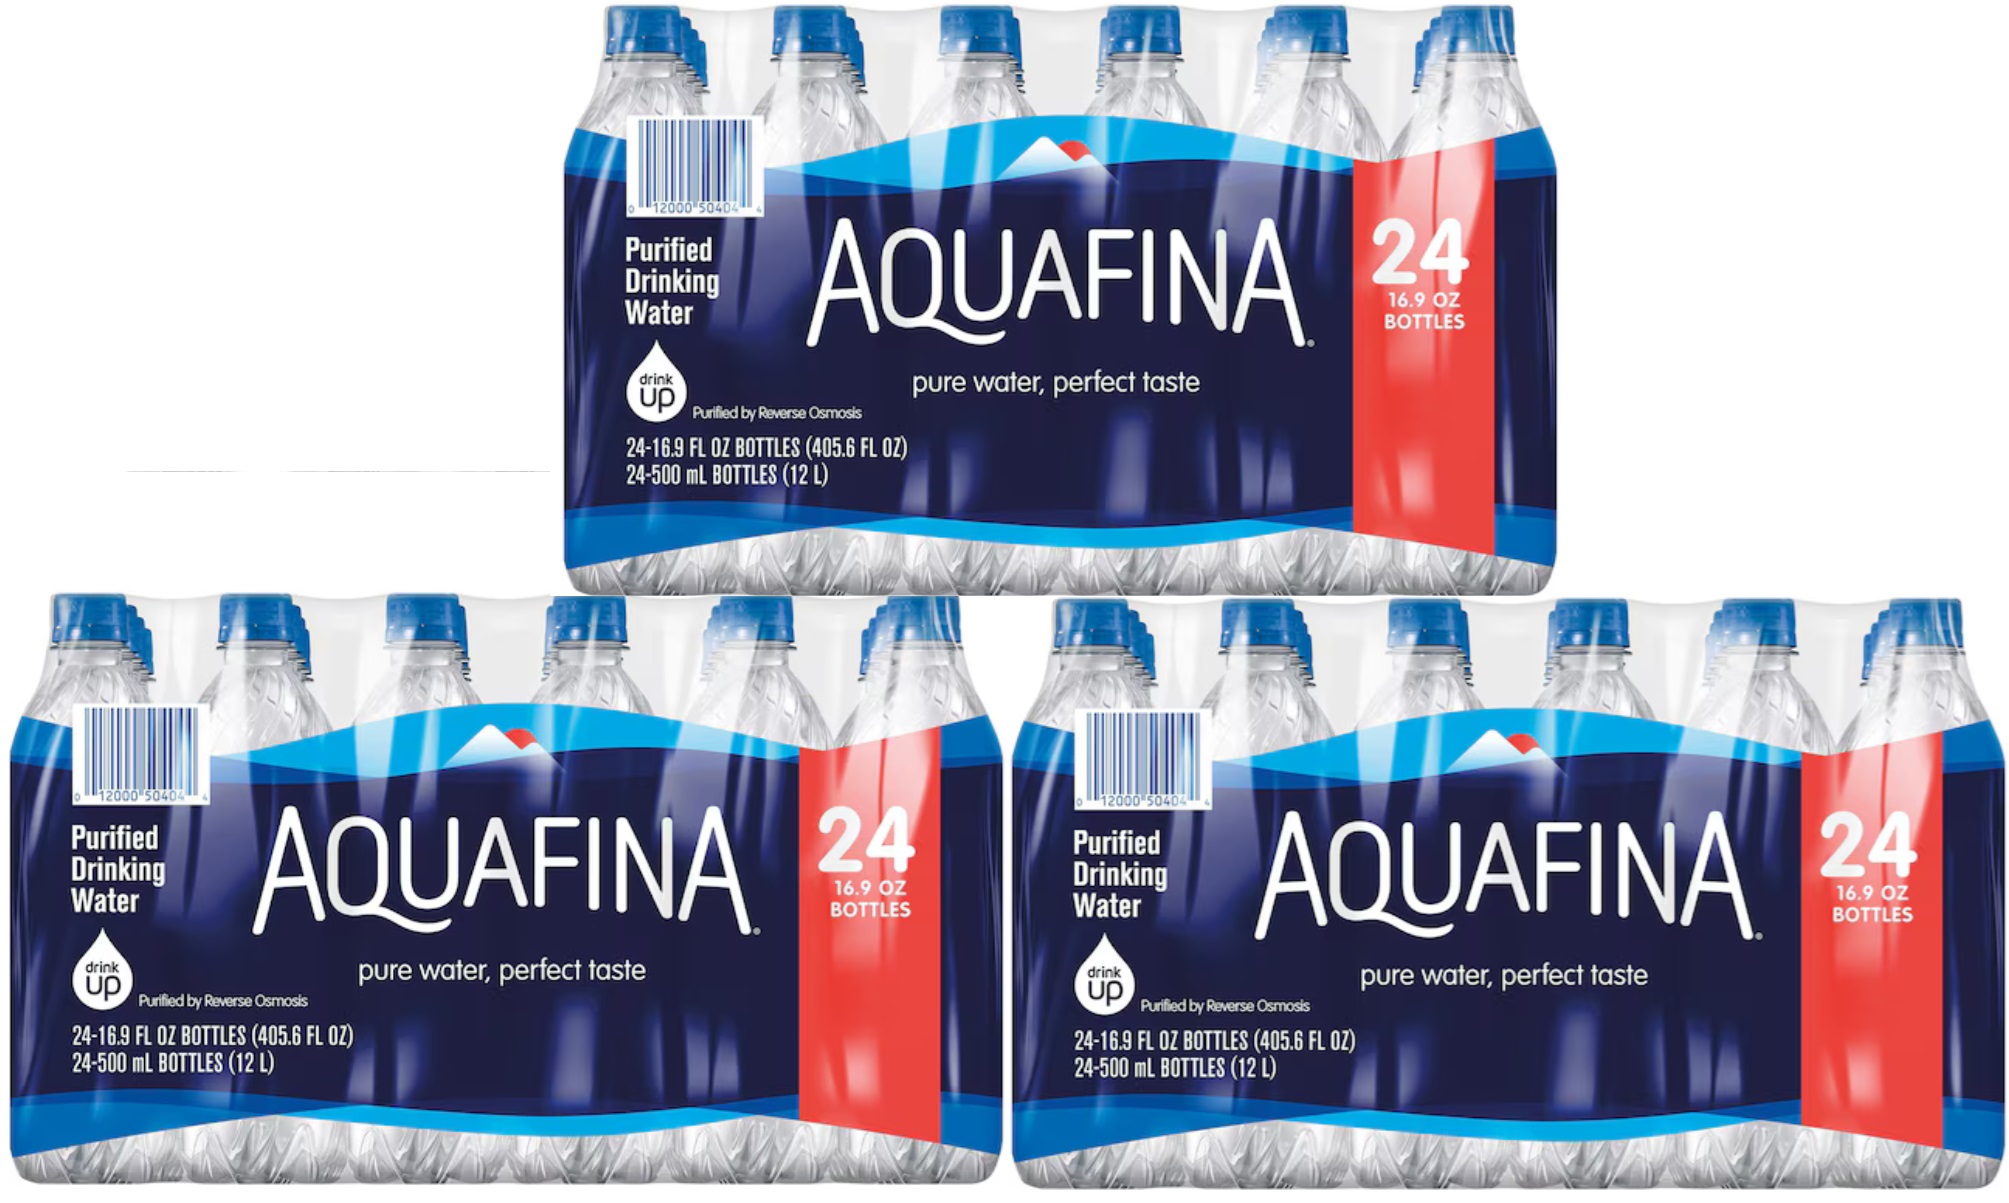 0 12000 50404 4
Purified
Drinking
Water
AQUAFINA
pure water, perfect taste
24
16.9 OZ
BOTTLES
drink
up
Purified by Reverse Osmosis
24-16.9 FL OZ BOTTLES (405.6 FL OZ)
24-500 mL BOTTLES (12 L)
0 12000 50404 4
Purified
Drinking
Water
AQUAFINA
pure water, perfect taste
24
16.9 OZ
BOTTLES
drink
up
Purified by Reverse Osmosis
24-16.9 FL OZ BOTTLES (405.6 FL OZ)
24-500 mL BOTTLES (12 L)
0 12000 50404 4
Purified
Drinking
Water
AQUAFINA
pure water, perfect taste
24
16.9 OZ
BOTTLES
drink
up
Purified by Reverse Osmosis
24-16.9 FL OZ BOTTLES (405.6 FL OZ)
24-500 mL BOTTLES (12 L)